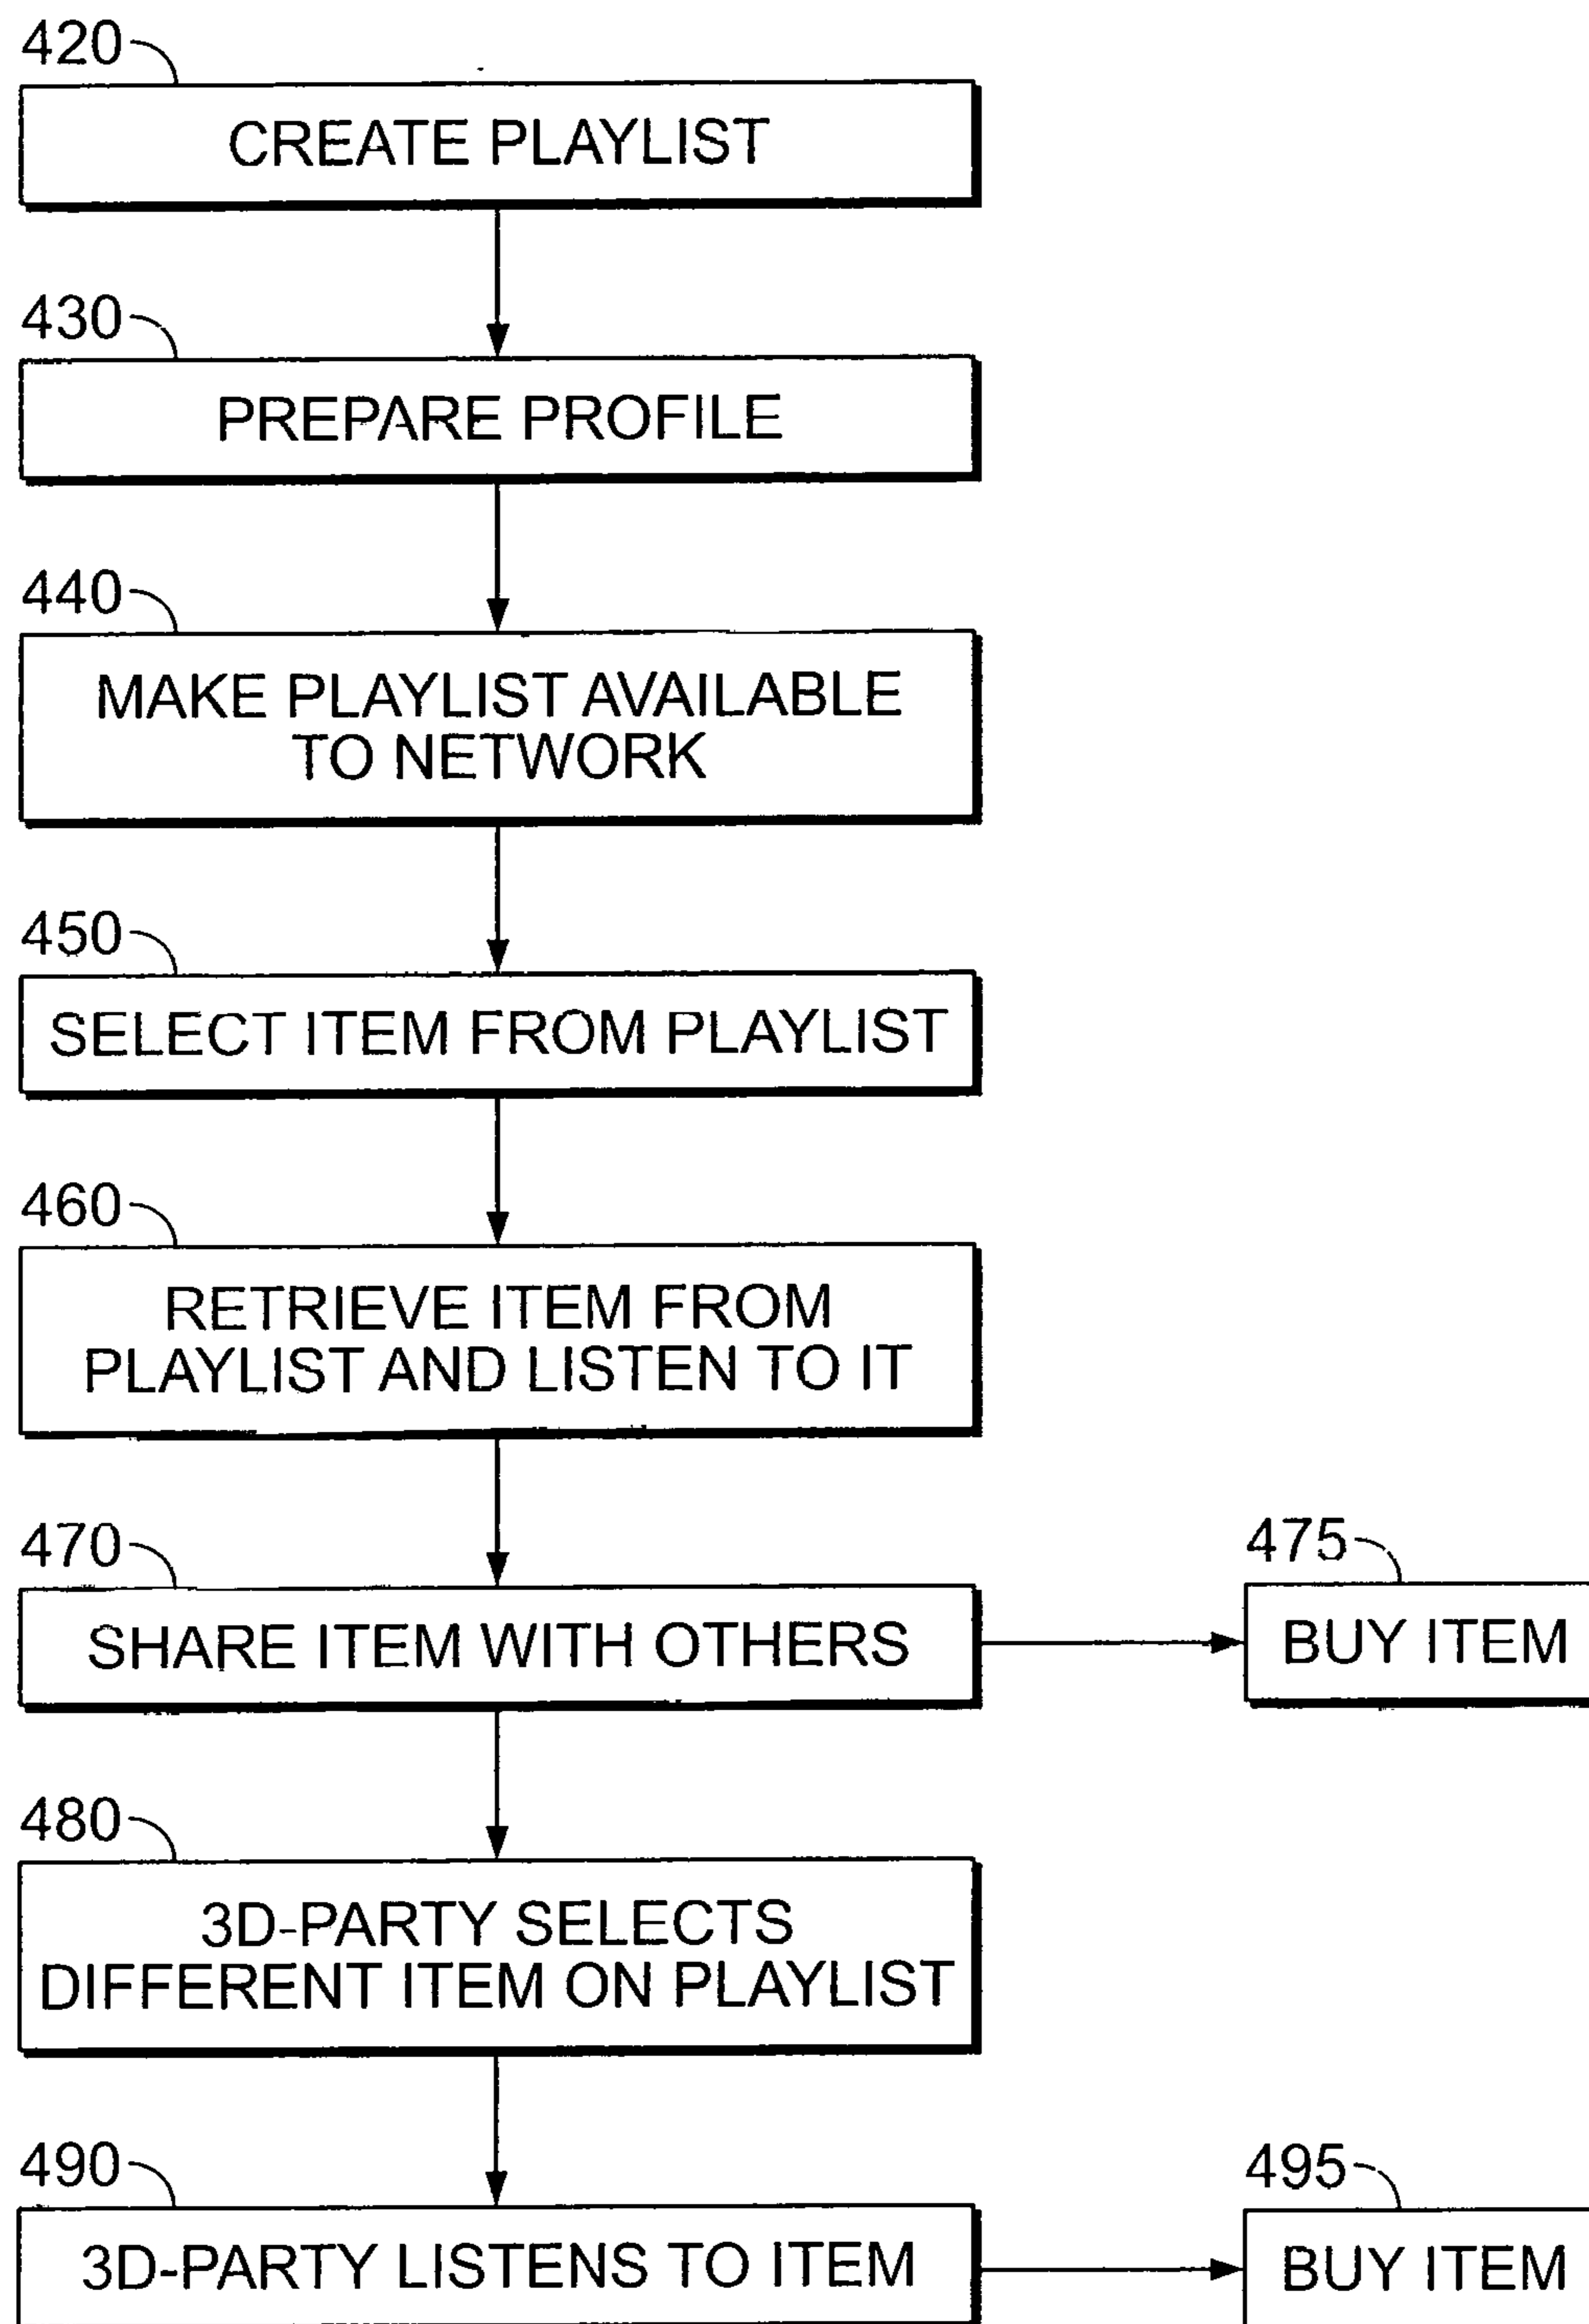 420
CREATE PLAYLIST
430
PREPARE PROFILE
440
MAKE PLAYLIST AVAILABLE
TO NETWORK
450
SELECT ITEM FROM PLAYLIST
460
RETRIEVE ITEM FROM
PLAYLIST AND LISTEN TO IT
470
SHARE ITEM WITH OTHERS
475
BUY ITEM
480
3D-PARTY SELECTS
DIFFERENT ITEM ON PLAYLIST
490
3D-PARTY LISTENS TO ITEM
495
BUY ITEM